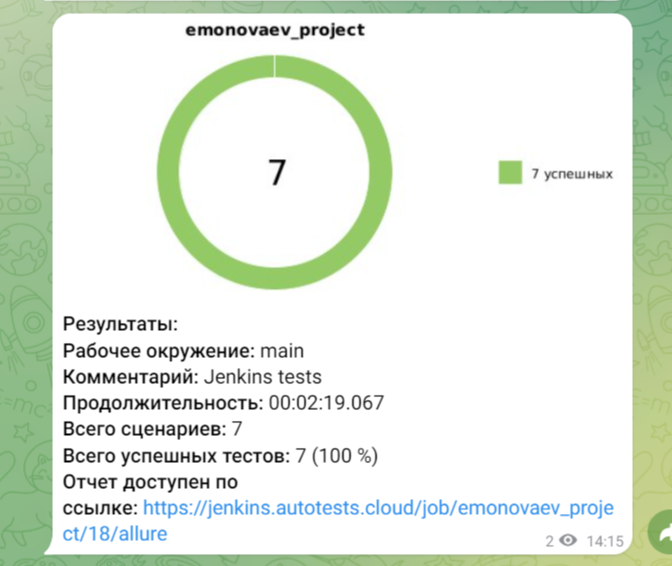 emonovaev_project
7
7 успешных
Результаты:
Рабочее окружение: main
Комментарий: Jenkins tests
Продолжительность: 00:02:19.067
Всего сценариев: 7
Всего успешных тестов: 7 (100 %)
Отчет доступен по
ссылке: https://jenkins.autotests.cloud/job/emonovaev_proje
ct/18/allure
2 14:15